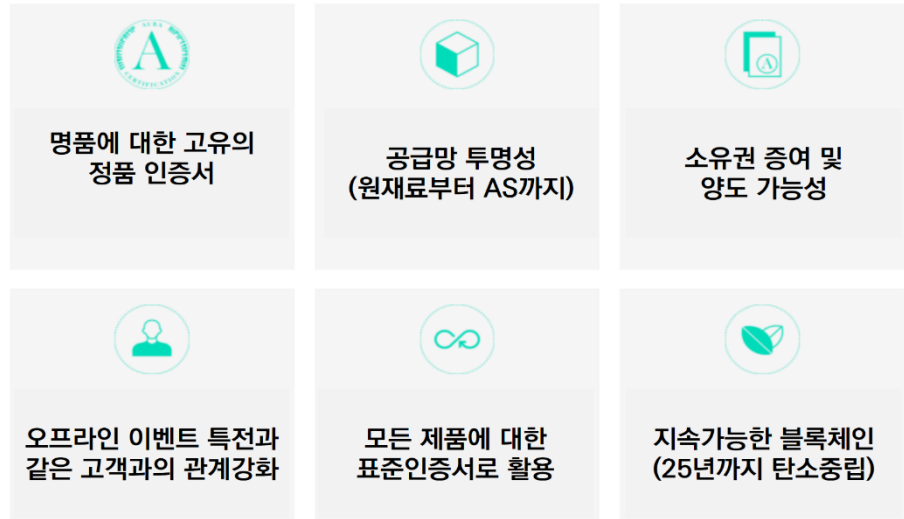 AURA
A
CERTIFICATION
A
명품에 대한 고유의
정품 인증서
공급망 투명성
(원재료부터 AS까지)
소유권 증여 및
양도 가능성
오프라인 이벤트 특전과
같은 고객과의 관계강화
모든 제품에 대한
표준인증서로 활용
지속가능한 블록체인
(25년까지 탄소중립)